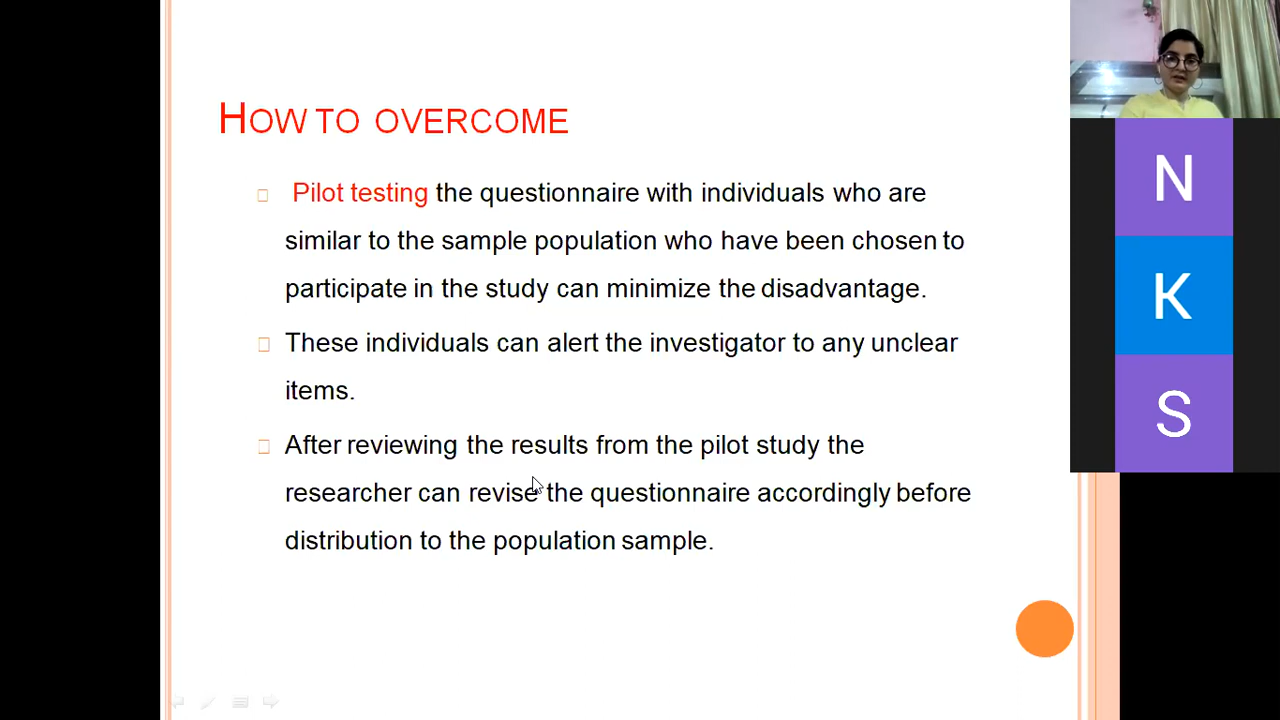 HOW TO OVERCOME
Pilot testing the questionnaire with individuals who are
similar to the sample population who have been chosen to
participate in the study can minimize the disadvantage.
These individuals can alert the investigator to any unclear
items.
After reviewing the results from the pilot study the
researcher can revise the questionnaire accordingly before
distribution to the population sample.
N
K
S